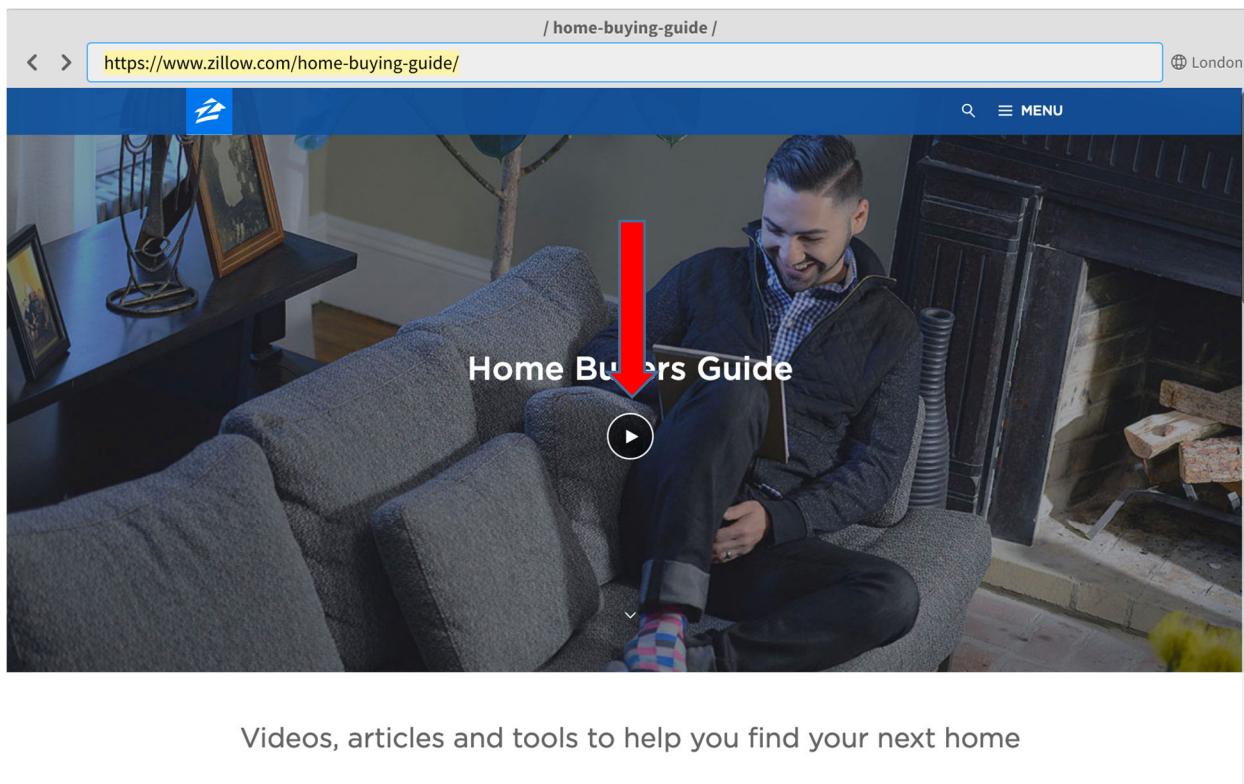 / home-buying-guide /
https://www.zillow.com/home-buying-guide/
London
MENU
Home Buyers Guide
Videos, articles and tools to help you find your next home